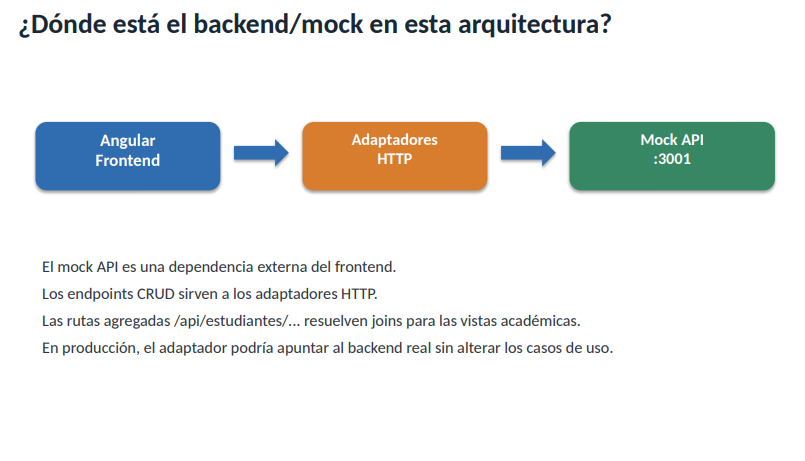 ¿Dónde está el backend/mock en esta arquitectura?
Angular
Frontend
Adaptadores
HTTP
Mock API
:3001
El mock API es una dependencia externa del frontend.
Los endpoints CRUD sirven a los adaptadores HTTP.
Las rutas agregadas /api/estudiantes/... resuelven joins para las vistas académicas.
En producción, el adaptador podría apuntar al backend real sin alterar los casos de uso.